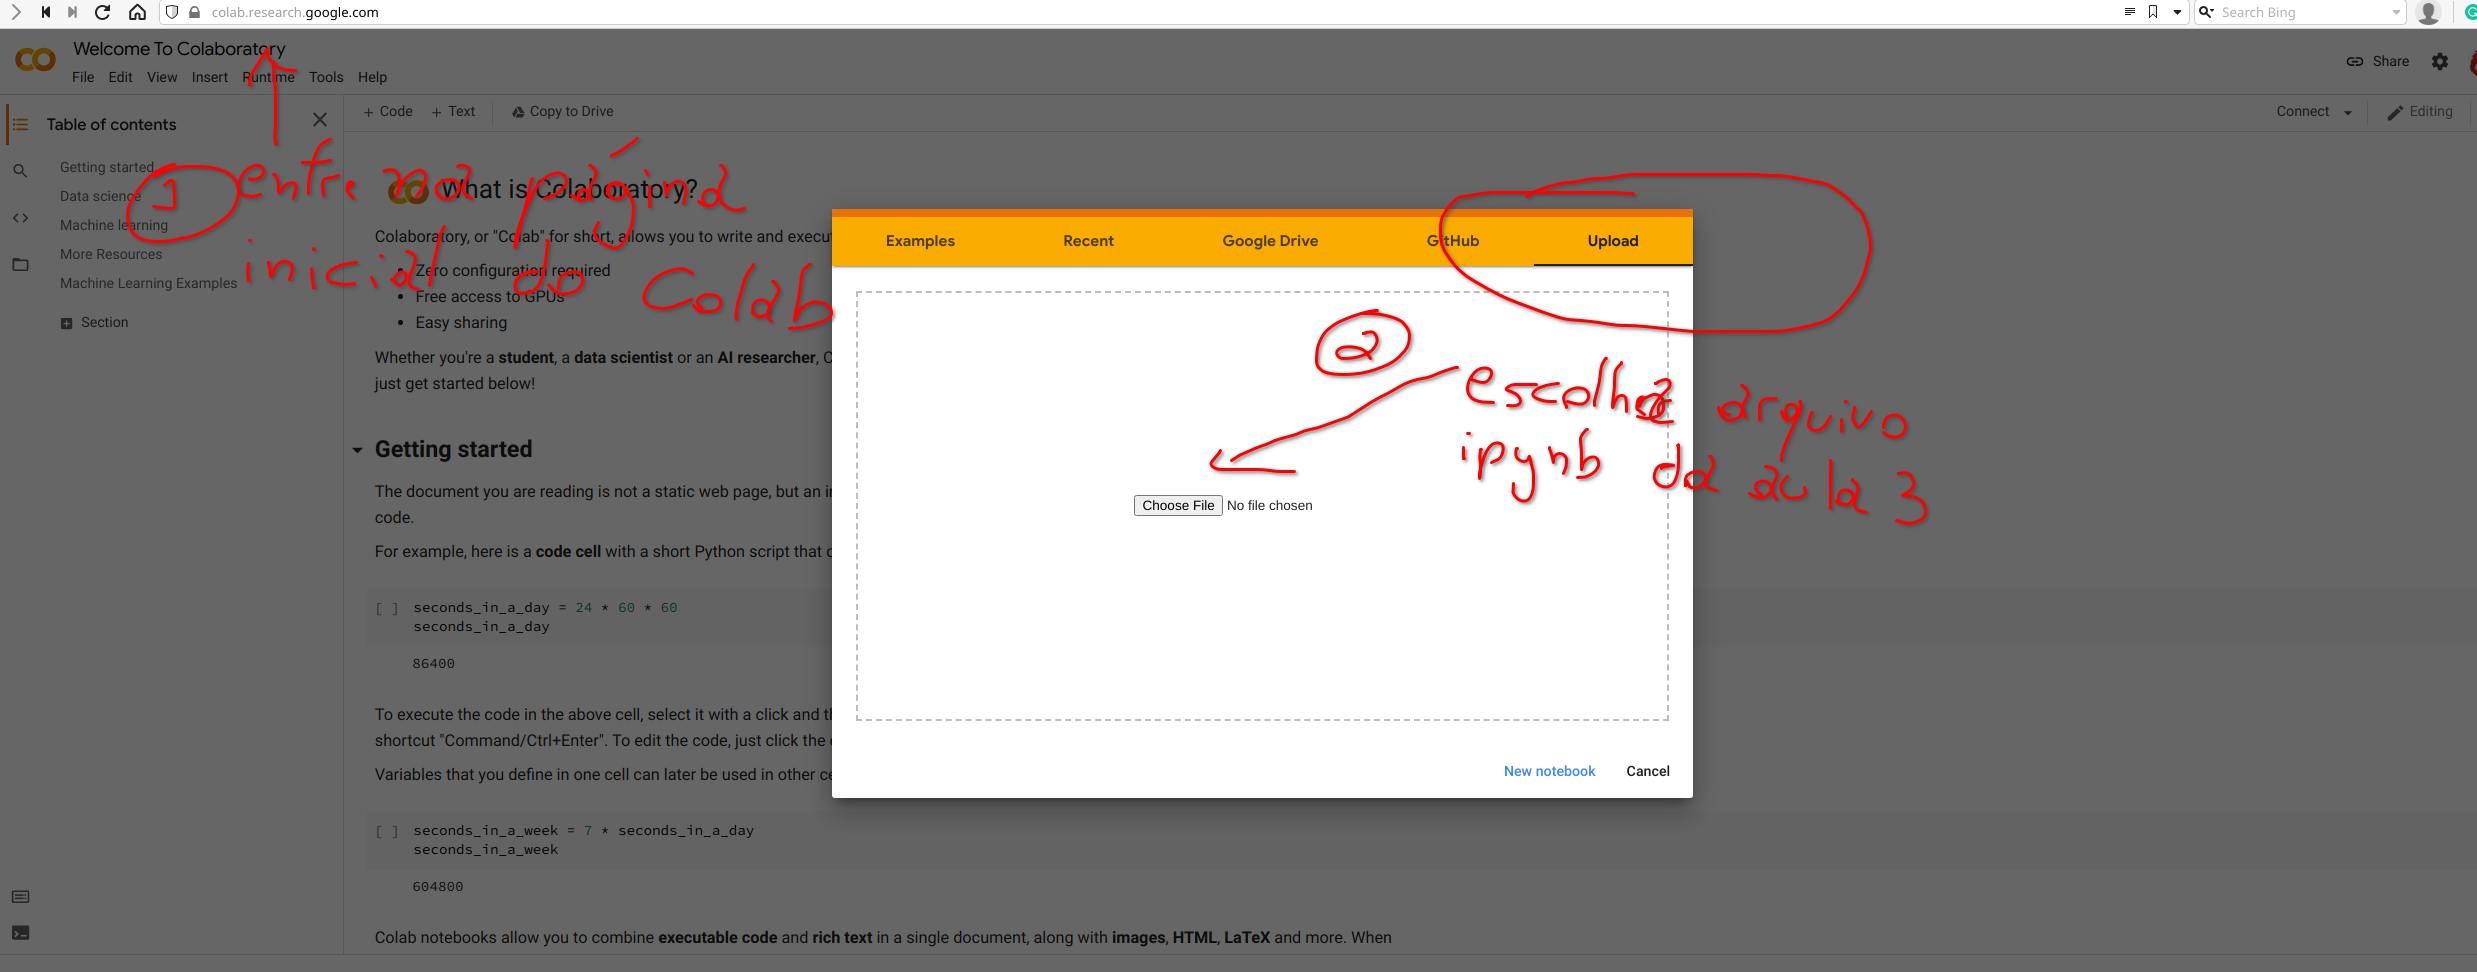 colab.research.google.com
Search Bing
Welcome To Colaboratory
File Edit View Insert Runtime Tools Help
Share
Table of contents
+ Code + Text Copy to Drive
Connect Editing
Getting started
Data science
Machine learning
More Resources
Machine Learning Examples
Section
1 entre na página
inicial do Colab
What is Colaboratory?
Colaboratory, or "Colab" for short, allows you to write and execu
Zero configuration required
Free access to GPUs
Easy sharing
Whether you're a student, a data scientist or an AI researcher, C
just get started below!
Getting started
The document you are reading is not a static web page, but an i
code.
For example, here is a code cell with a short Python script that c
[ ] seconds_in_a_day = 24 * 60 * 60
seconds_in_a_day
86400
To execute the code in the above cell, select it with a click and th
shortcut "Command/Ctrl+Enter". To edit the code, just click the
Variables that you define in one cell can later be used in other ce
[ ] seconds_in_a_week = 7 * seconds_in_a_day
seconds_in_a_week
604800
Colab notebooks allow you to combine executable code and rich text in a single document, along with images, HTML, LaTeX and more. When
Examples Recent Google Drive GitHub Upload
2
escolha arquivo
ipynb da aula 3
Choose File No file chosen
New notebook Cancel